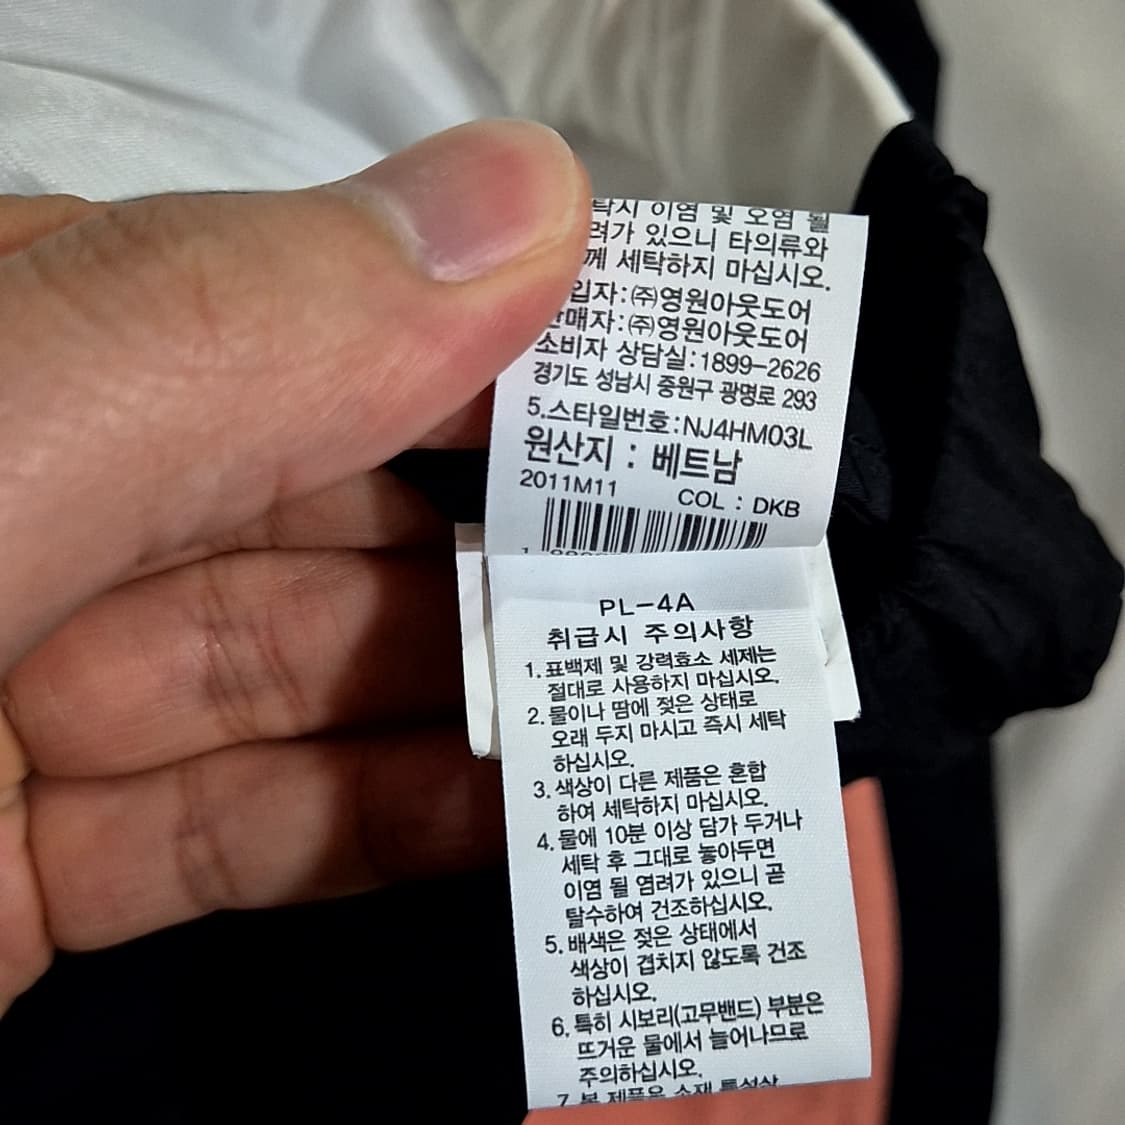 탁시 이염 및 오염 될
려가 있으니 타의류와
께 세탁하지 마십시오.
입자:㈜영원아웃도어
판매자:㈜영원아웃도어
소비자 상담실:1899-2626
경기도 성남시 중원구 광명로 293
5.스타일번호:NJ4HM03L
원산지 : 베트남
2011M11 COL : DKB
PL-4A
취급시 주의사항
1. 표백제 및 강력효소 세제는
절대로 사용하지 마십시오.
2. 물이나 땀에 젖은 상태로
오래 두지 마시고 즉시 세탁
하십시오.
3. 색상이 다른 제품은 혼합
하여 세탁하지 마십시오.
4. 물에 10분 이상 담가 두거나
세탁 후 그대로 놓아두면
이염 될 염려가 있으니 곧
탈수하여 건조하십시오.
5. 배색은 젖은 상태에서
색상이 겹치지 않도록 건조
하십시오.
6. 특히 시보리(고무밴드) 부분은
뜨거운 물에서 늘어나므로
주의하십시오.
7. 본 제품은 소재 특성상